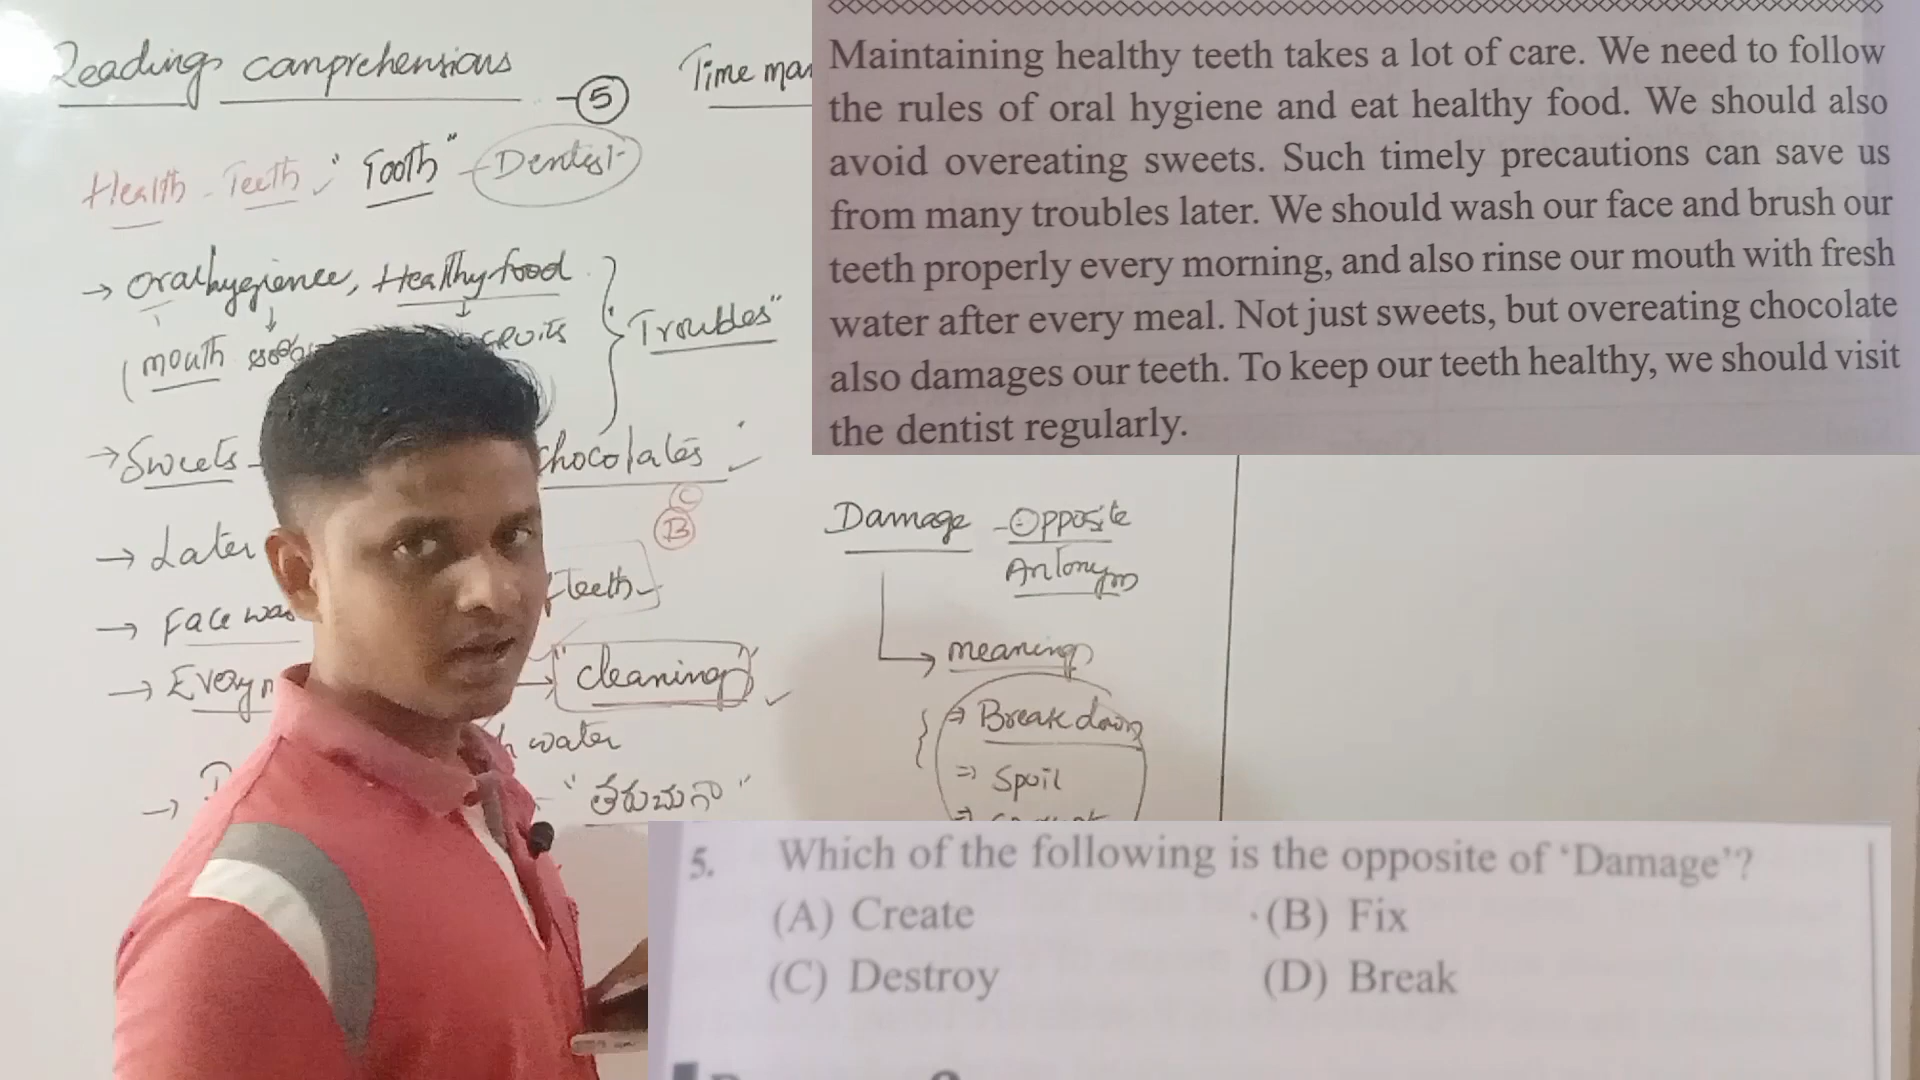 Readings comprehensions
-5
Time man
Health - Teeth - "Tooth" - Dentist
→ Oralhygience, Healthy food
(mouth
"Troubles"
→ Sweets - chocolates
C
B
→ Later
Teeth
→ Face was
→ Every
→ "cleaning"
water
"తరుచుగా"
Maintaining healthy teeth takes a lot of care. We need to follow
the rules of oral hygiene and eat healthy food. We should also
avoid overeating sweets. Such timely precautions can save us
from many troubles later. We should wash our face and brush our
teeth properly every morning, and also rinse our mouth with fresh
water after every meal. Not just sweets, but overeating chocolate
also damages our teeth. To keep our teeth healthy, we should visit
the dentist regularly.
Damage - Opposite
Antonym
→ meaning
⇒ Break down
⇒ Spoil
5. Which of the following is the opposite of ‘Damage’?
(A) Create (B) Fix
(C) Destroy (D) Break